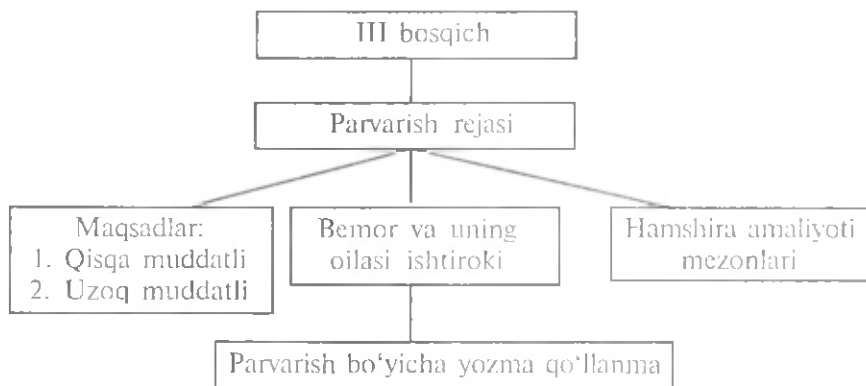 III bosqich
Parvarish rejasi
Maqsadlar:
1. Qisqa muddatli
2. Uzoq muddatli
Bemor va uning
oilasi ishtiroki
Hamshira amaliyoti
mezonlari
Parvarish bo‘yicha yozma qo‘llanma